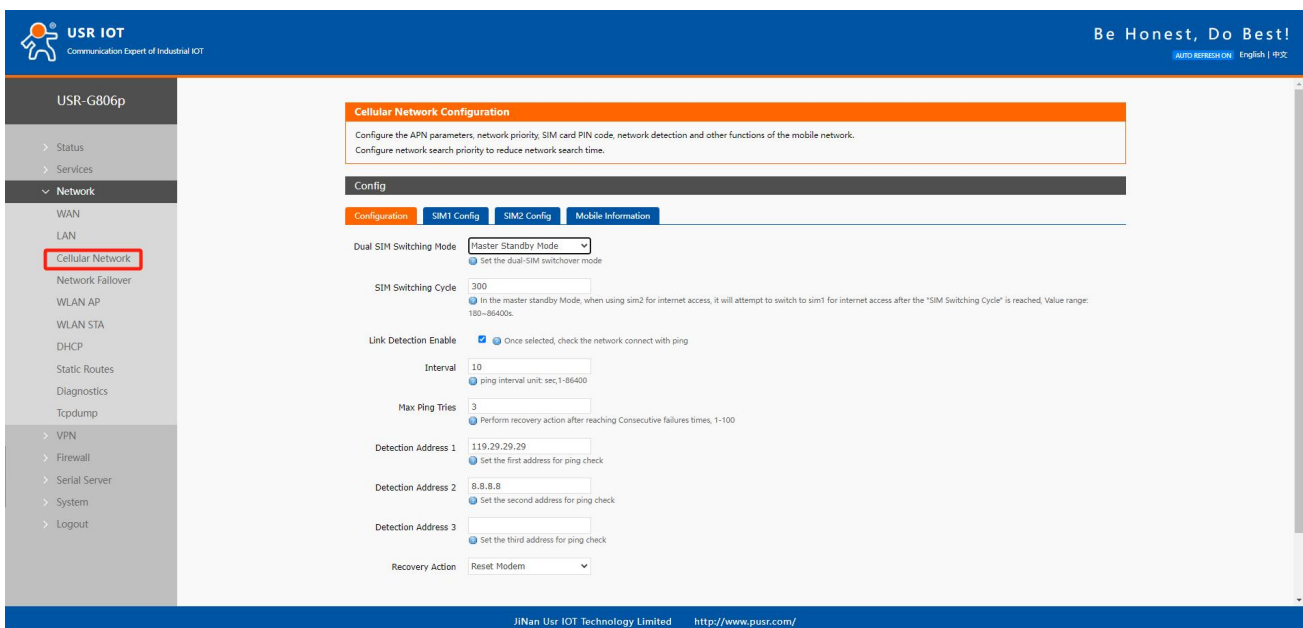 USR IOT
Communication Expert of Industrial IOT
Be Honest, Do Best!
AUTO REFRESH ON English | 中文
USR-G806p
Status
Services
Network
WAN
LAN
Cellular Network
Network Failover
WLAN AP
WLAN STA
DHCP
Static Routes
Diagnostics
Tcpdump
VPN
Firewall
Serial Server
System
Logout
Cellular Network Configuration
Configure the APN parameters, network priority, SIM card PIN code, network detection and other functions of the mobile network.
Configure network search priority to reduce network search time.
Config
Configuration SIM1 Config SIM2 Config Mobile Information
Dual SIM Switching Mode Master Standby Mode
Set the dual-SIM switchover mode
SIM Switching Cycle 300
In the master standby Mode, when using sim2 for internet access, it will attempt to switch to sim1 for internet access after the "SIM Switching Cycle" is reached, Value range:
180~86400s.
Link Detection Enable Once selected, check the network connect with ping
Interval 10
ping interval unit: sec,1-86400
Max Ping Tries 3
Perform recovery action after reaching Consecutive failures times, 1-100
Detection Address 1 119.29.29.29
Set the first address for ping check
Detection Address 2 8.8.8.8
Set the second address for ping check
Detection Address 3
Set the third address for ping check
Recovery Action Reset Modem
JiNan Usr IOT Technology Limited http://www.pusr.com/